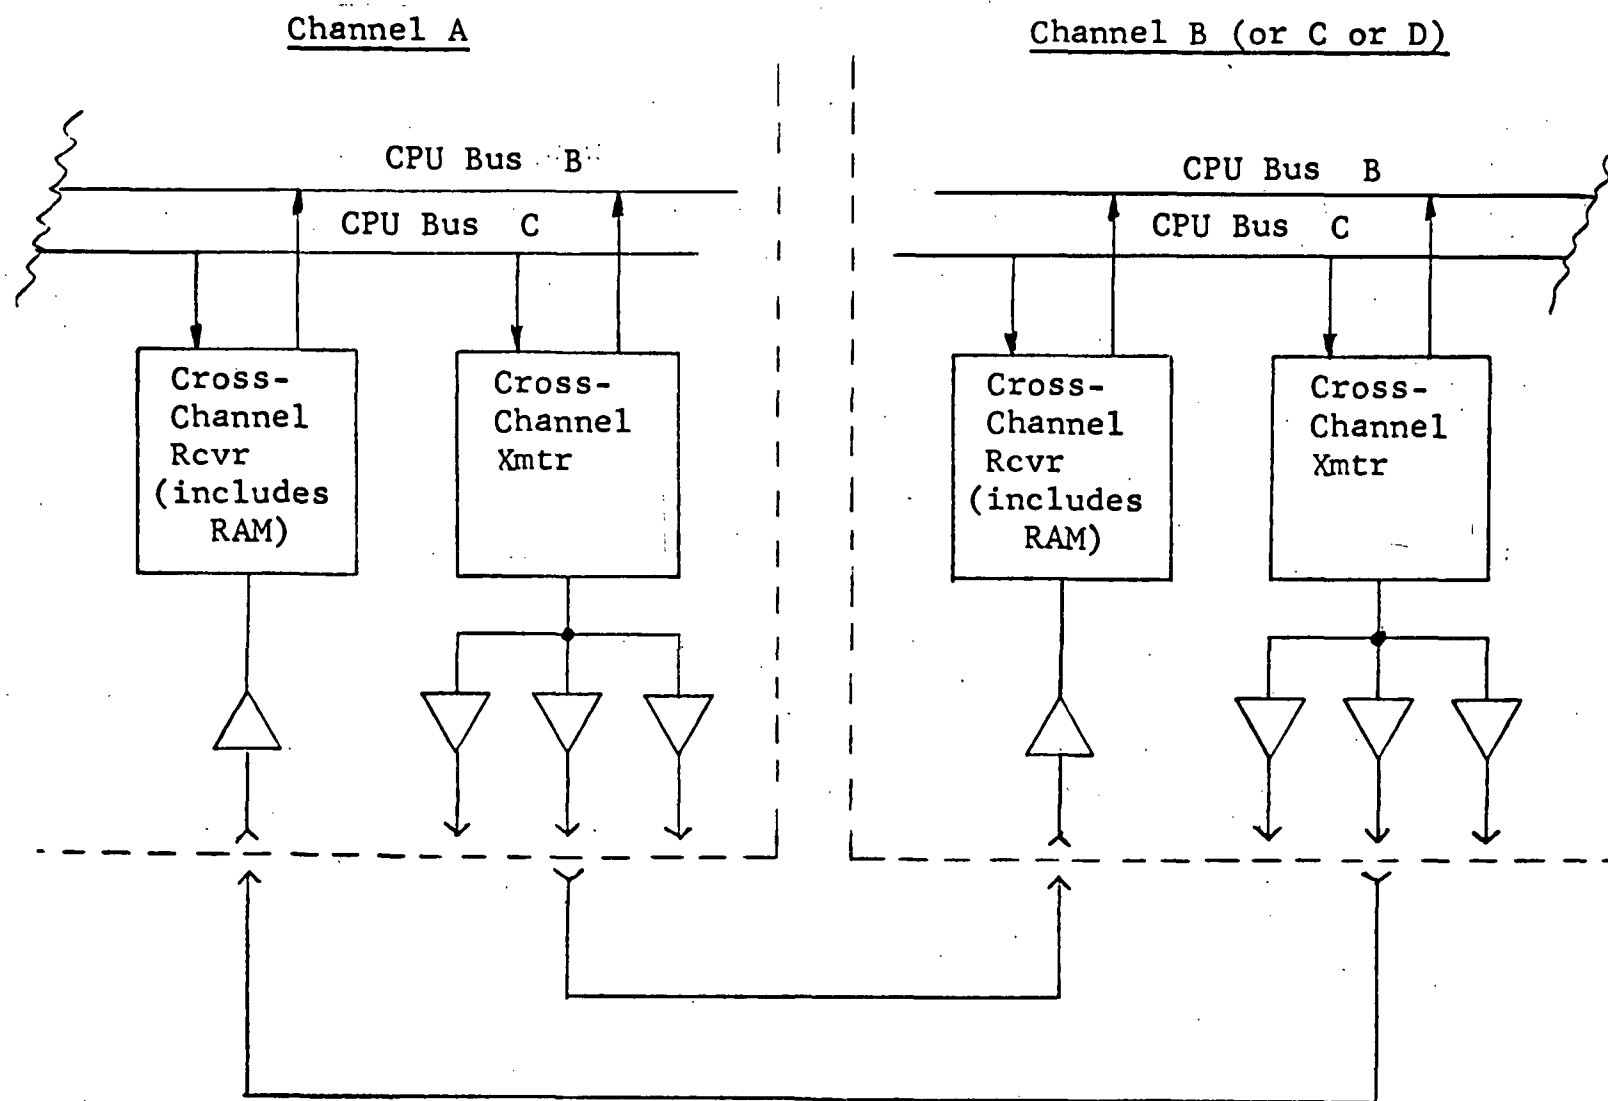 Channel A
Channel B (or C or D)
CPU Bus B
CPU Bus C
CPU Bus B
CPU Bus C
Cross-
Channel
Rcvr
(includes
RAM)
Cross-
Channel
Xmtr
Cross-
Channel
Rcvr
(includes
RAM)
Cross-
Channel
Xmtr